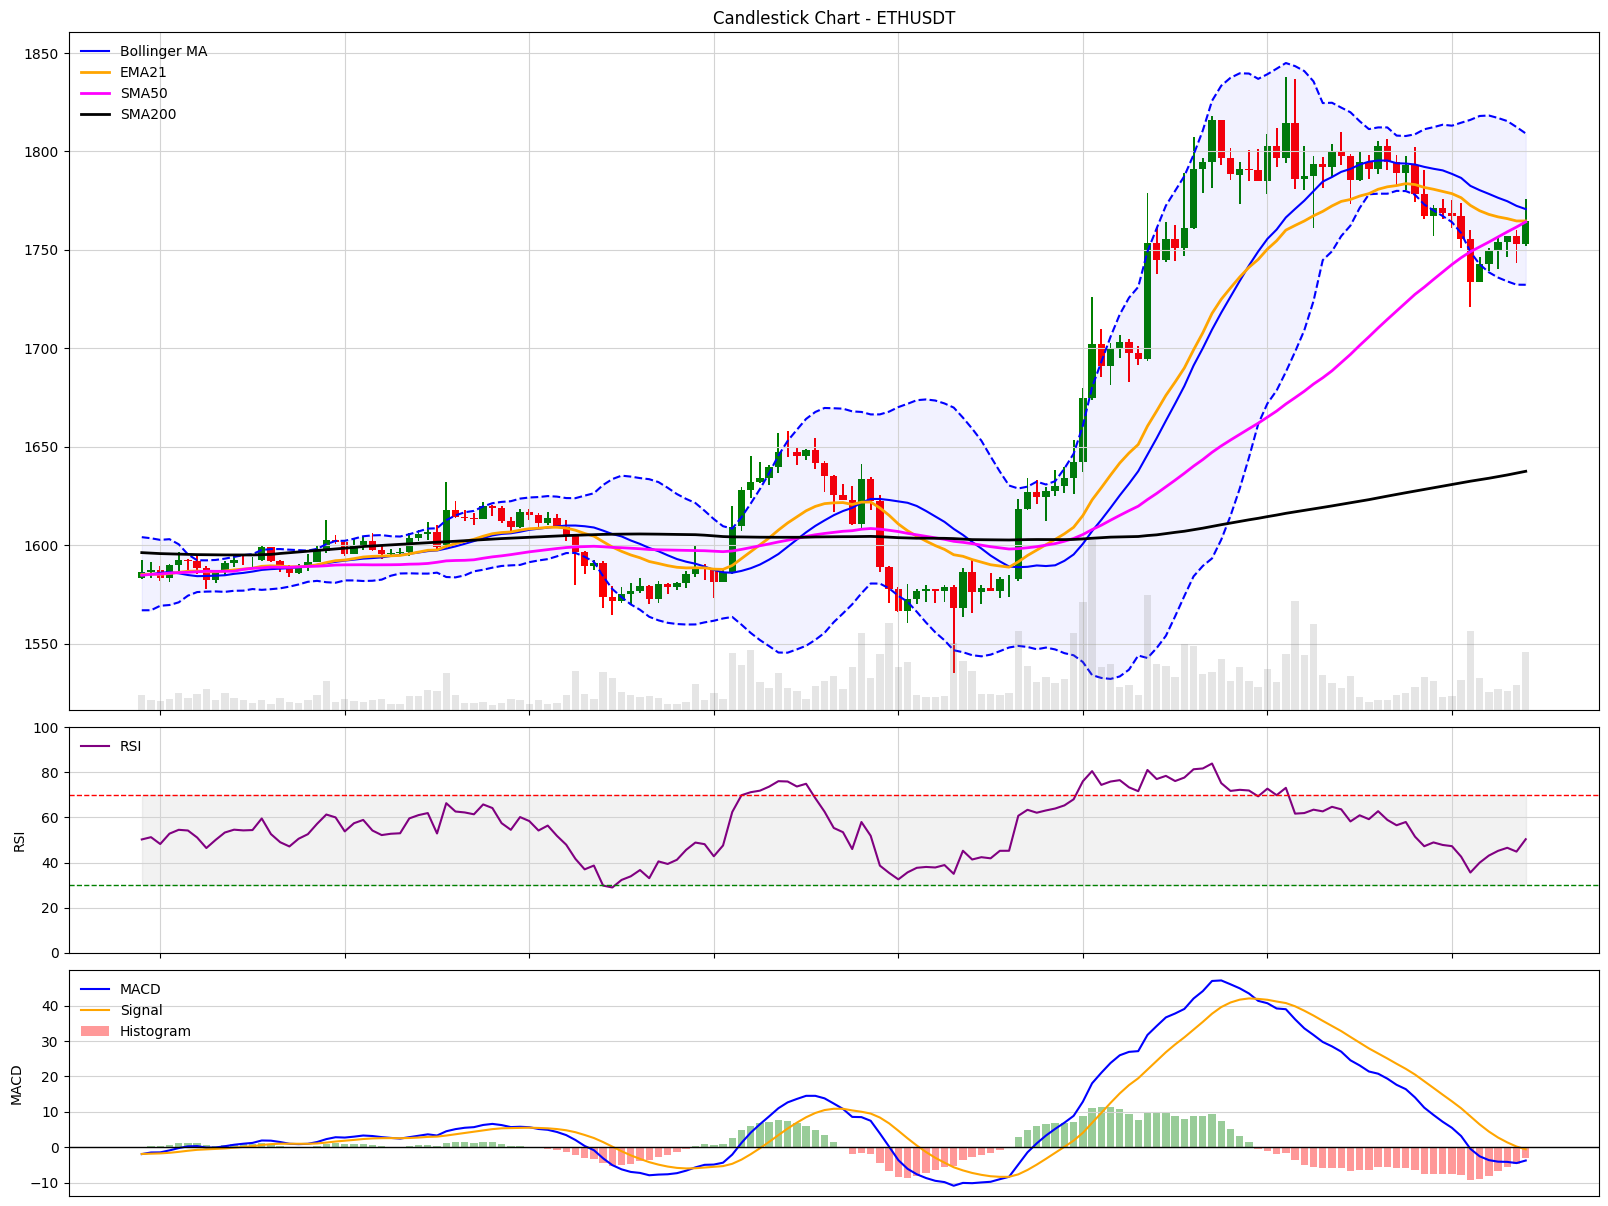 Candlestick Chart - ETHUSDT
1850
1800
1750
1700
1650
1600
1550
Bollinger MA
EMA21
SMA50
SMA200
100
80
60
40
20
0
RSI
RSI
40
30
20
10
0
−10
MACD
MACD
Signal
Histogram